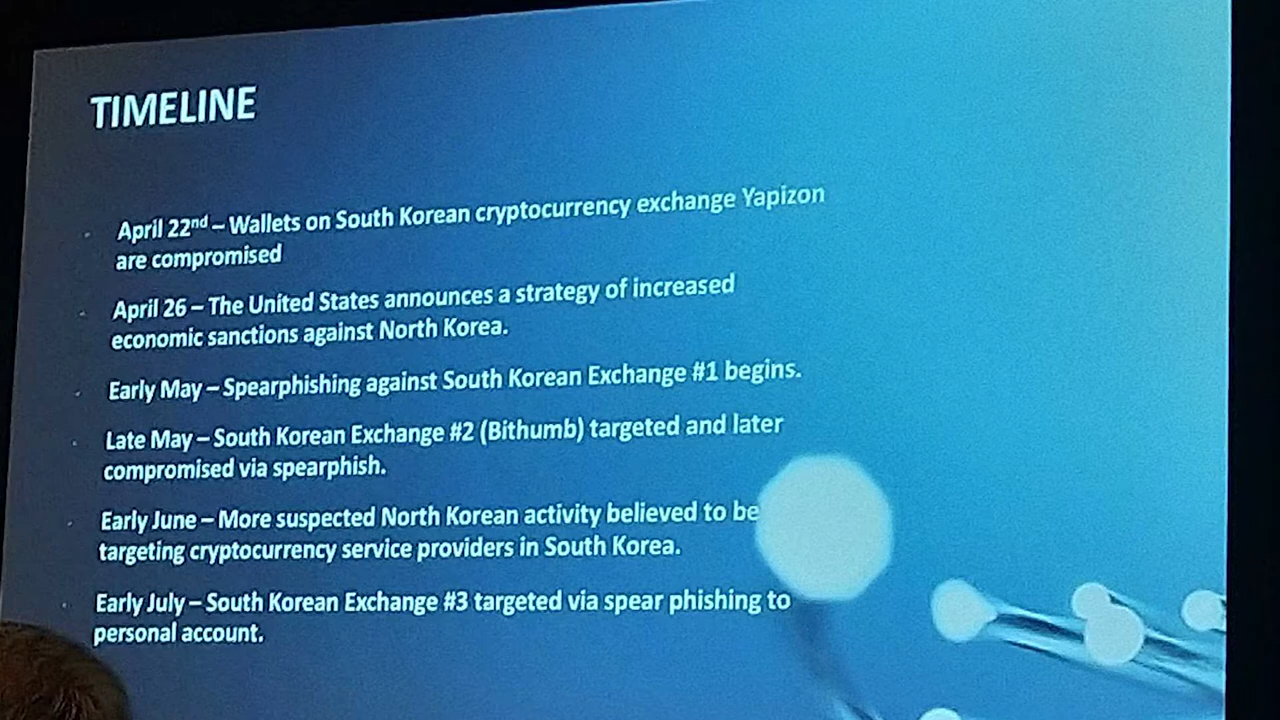 TIMELINE
April 22nd – Wallets on South Korean cryptocurrency exchange Yapizon
are compromised
April 26 – The United States announces a strategy of increased
economic sanctions against North Korea.
Early May – Spearphishing against South Korean Exchange #1 begins.
Late May – South Korean Exchange #2 (Bithumb) targeted and later
compromised via spearphish.
Early June – More suspected North Korean activity believed to be
targeting cryptocurrency service providers in South Korea.
Early July – South Korean Exchange #3 targeted via spear phishing to
personal account.